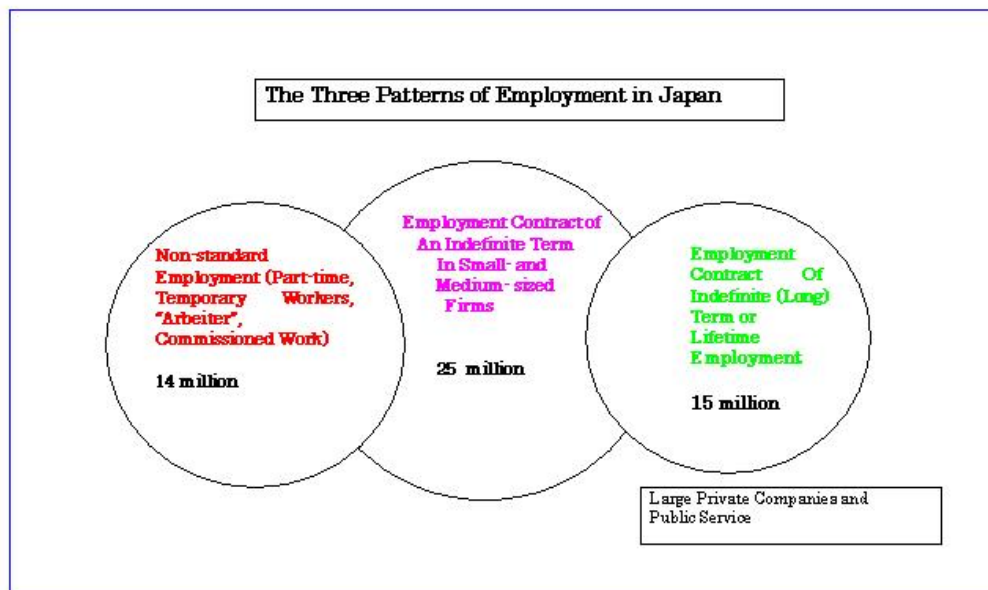 The Three Patterns of Employment in Japan
Non-standard
Employment (Part-time,
Temporary Workers,
"Arbeiter",
Commissioned Work)
14 million
Employment Contract of
An Indefinite Term
In Small- and
Medium- sized
Firms
25 million
Employment
Contract Of
Indefinite (Long)
Term or
Lifetime
Employment
15 million
Large Private Companies and
Public Service